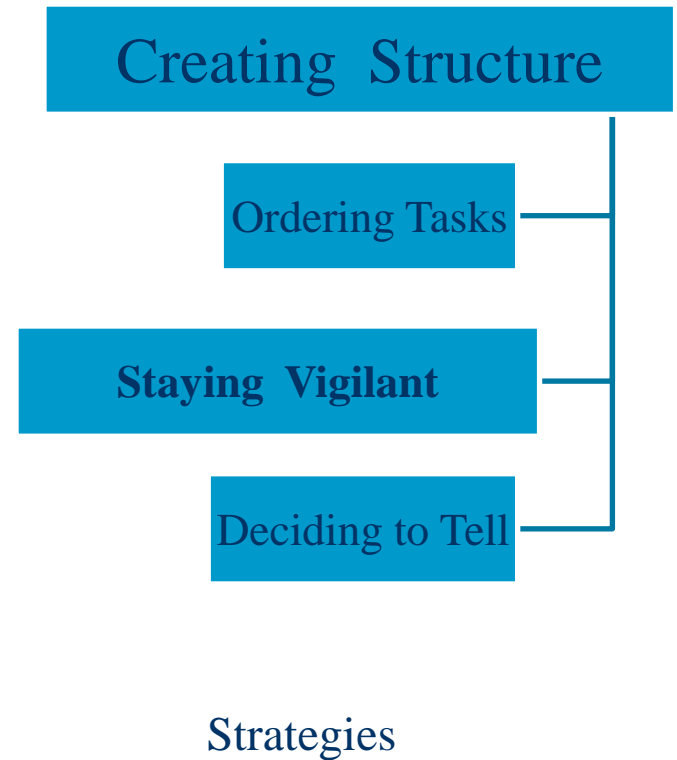 Creating Structure
Ordering Tasks
Staying Vigilant
Deciding to Tell
Strategies